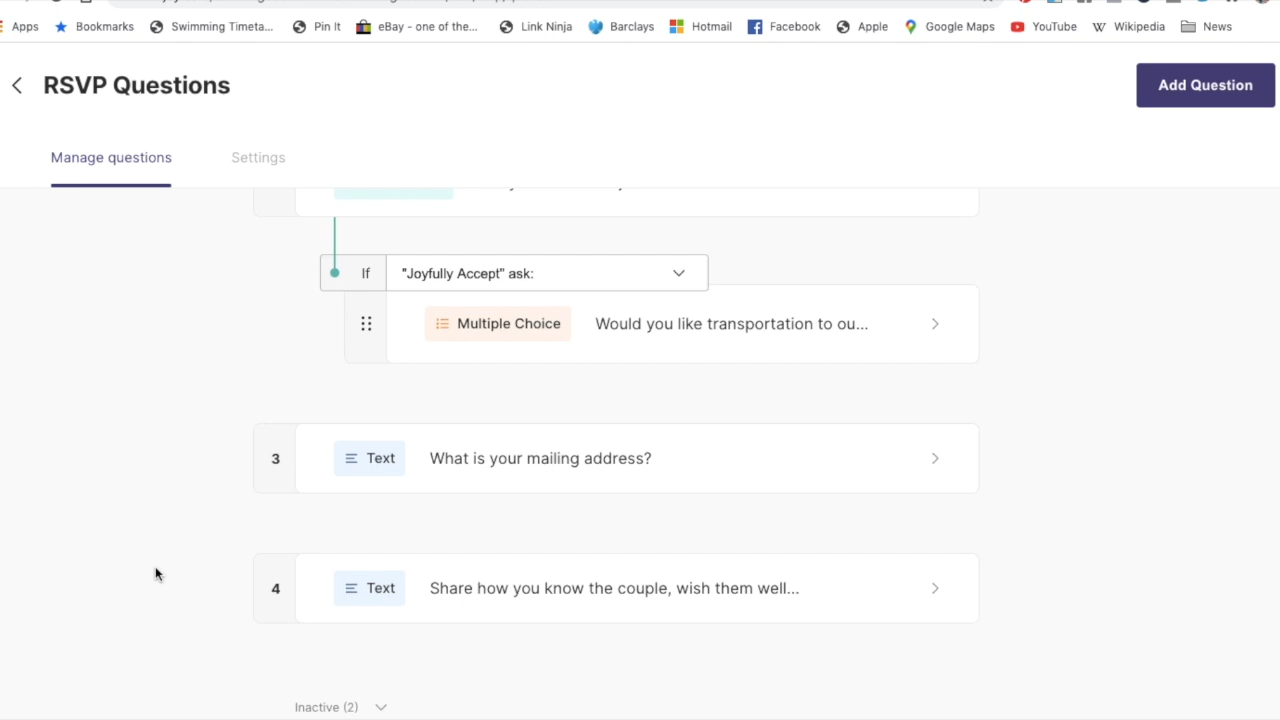 Apps Bookmarks Swimming Timeta... Pin It eBay - one of the... Link Ninja Barclays Hotmail Facebook Apple Google Maps YouTube Wikipedia News
RSVP Questions
Add Question
Manage questions Settings
If "Joyfully Accept" ask:
Multiple Choice Would you like transportation to ou...
3 Text What is your mailing address?
4 Text Share how you know the couple, wish them well...
Inactive (2)